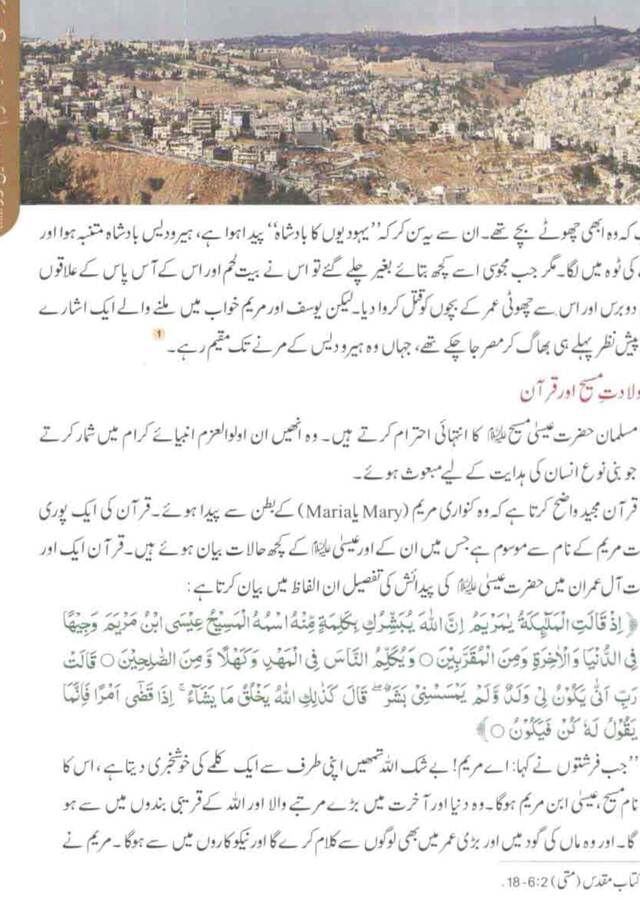 کہ وہ ابھی چھوٹے بچے تھے۔ ان سے یہ سن کر کہ ”یہودیوں کا بادشاہ“ پیدا ہوا ہے، ہیرودیس بادشاہ متنبہ ہوا اور
کی ٹوہ میں لگا۔ مگر جب مجوسی اسے کچھ بتائے بغیر چلے گئے تو اس نے بیت لحم اور اس کے آس پاس کے علاقوں
دو برس اور اس سے چھوٹی عمر کے بچوں کو قتل کروا دیا۔ لیکن یوسف اور مریم خواب میں ملنے والے ایک اشارے
پیش نظر پہلے ہی بھاگ کر مصر جا چکے تھے، جہاں وہ ہیرودیس کے مرنے تک مقیم رہے۔ 1
ولادتِ مسیح اور قرآن
مسلمان حضرت عیسیٰ مسیح علیہ السلام کا انتہائی احترام کرتے ہیں۔ وہ انھیں ان اولوالعزم انبیائے کرام میں شمار کرتے
جو بنی نوع انسان کی ہدایت کے لیے مبعوث ہوئے۔
قرآن مجید واضح کرتا ہے کہ وہ کنواری مریم (Mary یا Maria) کے بطن سے پیدا ہوئے۔ قرآن کی ایک پوری
ت مریم کے نام سے موسوم ہے جس میں ان کے اور عیسیٰ علیہ السلام کے کچھ حالات بیان ہوئے ہیں۔ قرآن ایک اور
ت آل عمران میں حضرت عیسیٰ علیہ السلام کی پیدائش کی تفصیل ان الفاظ میں بیان کرتا ہے:
﴿اِذْ قَالَتِ الْمَلٰٓىِٕكَةُ يٰمَرْيَمُ اِنَّ اللّٰهَ يُبَشِّرُكِ بِكَلِمَةٍ مِّنْهُ اسْمُهُ الْمَسِيْحُ عِيْسَى ابْنُ مَرْيَمَ وَجِيْهًا
فِى الدُّنْيَا وَالْاٰخِرَةِ وَمِنَ الْمُقَرَّبِيْنَ ○ وَيُكَلِّمُ النَّاسَ فِى الْمَهْدِ وَكَهْلًا وَّمِنَ الصّٰلِحِيْنَ ○ قَالَتْ
رَبِّ اَنّٰى يَكُوْنُ لِىْ وَلَدٌ وَّلَمْ يَمْسَسْنِىْ بَشَرٌ ؕ قَالَ كَذٰلِكِ اللّٰهُ يَخْلُقُ مَا يَشَآءُ ؕ اِذَا قَضٰٓى اَمْرًا فَاِنَّمَا
يَقُوْلُ لَهٗ كُنْ فَيَكُوْنُ ○﴾
”جب فرشتوں نے کہا: اے مریم! بے شک اللہ تمھیں اپنی طرف سے ایک کلمے کی خوشخبری دیتا ہے، اس کا
نام مسیح، عیسیٰ ابن مریم ہوگا۔ وہ دنیا اور آخرت میں بڑے مرتبے والا اور اللہ کے قریبی بندوں میں سے ہو
گا۔ اور وہ ماں کی گود میں اور بڑی عمر میں بھی لوگوں سے کلام کرے گا اور نیکوکاروں میں سے ہوگا۔ مریم نے
کتاب مقدس (متی) 6:2-18.